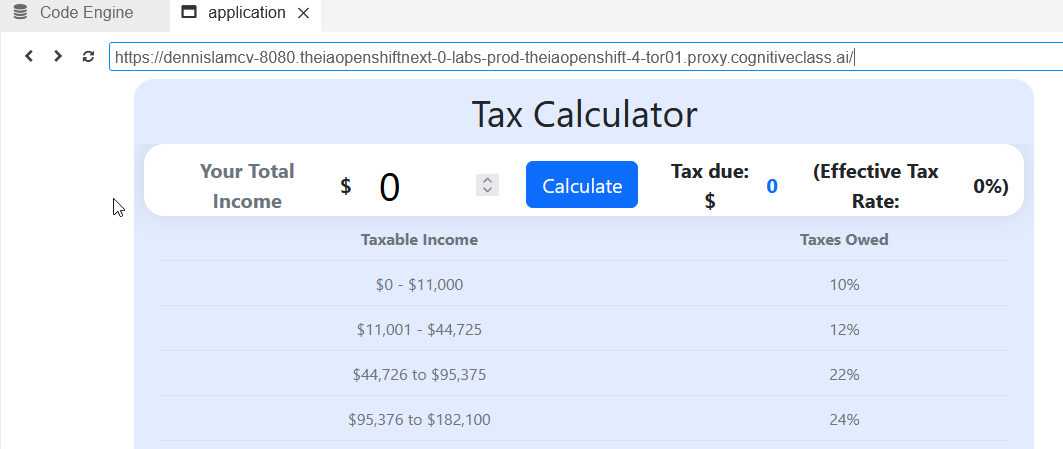 Code Engine application
https://dennislamcv-8080.theiaopenshiftnext-0-labs-prod-theiaopenshift-4-tor01.proxy.cognitiveclass.ai/
Tax Calculator
Your Total Income $ 0 Calculate Tax due: $ 0 (Effective Tax Rate: 0%)
Taxable Income Taxes Owed
$0 - $11,000 10%
$11,001 - $44,725 12%
$44,726 to $95,375 22%
$95,376 to $182,100 24%